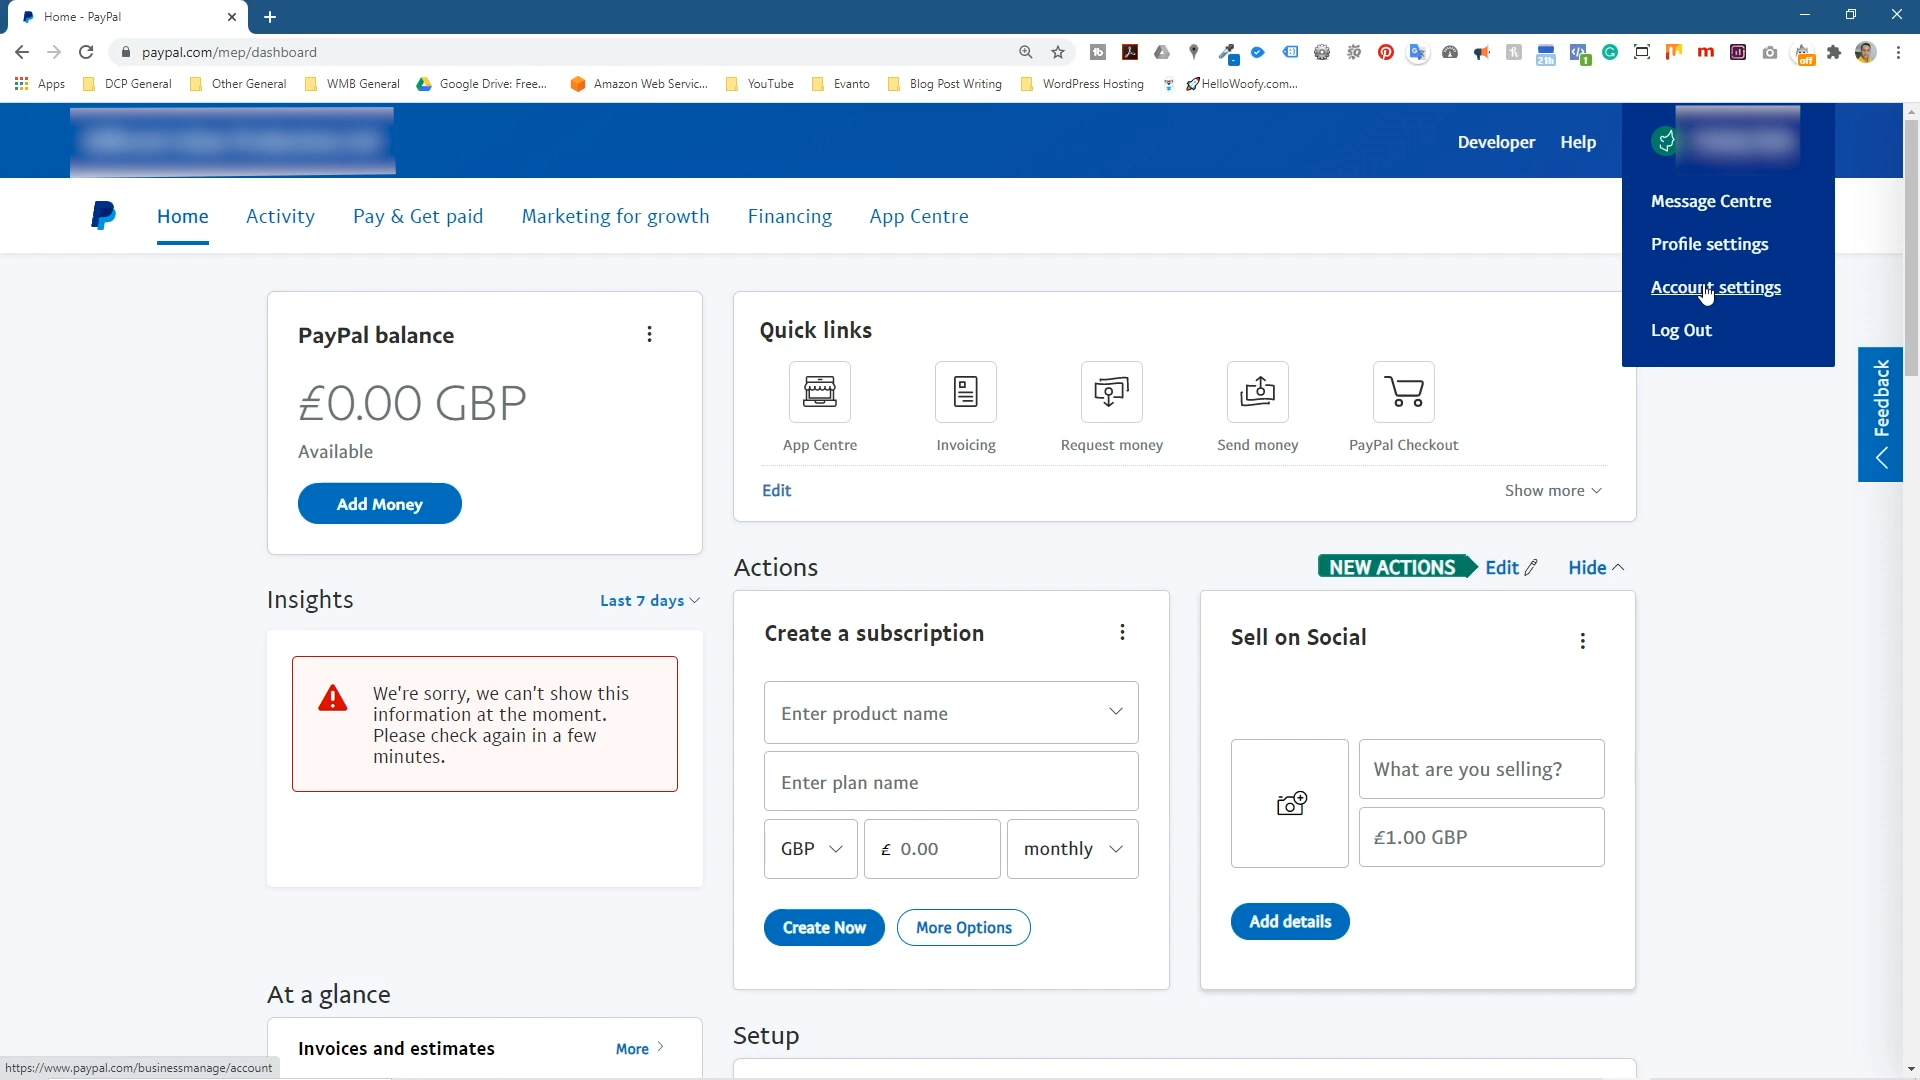 Home - PayPal
paypal.com/mep/dashboard
21b
1
off
Apps
DCP General
Other General
WMB General
Google Drive: Free...
Amazon Web Servic...
YouTube
Evanto
Blog Post Writing
WordPress Hosting
HelloWoofy.com...
Developer
Help
Home
Activity
Pay & Get paid
Marketing for growth
Financing
App Centre
Message Centre
Profile settings
Account settings
Log Out
PayPal balance
£0.00 GBP
Available
Add Money
Quick links
App Centre
Invoicing
Request money
Send money
PayPal Checkout
Edit
Show more
Feedback
Insights
Last 7 days
We're sorry, we can't show this
information at the moment.
Please check again in a few
minutes.
Actions
NEW ACTIONS
Edit
Hide
Create a subscription
Enter product name
Enter plan name
GBP
£ 0.00
monthly
Create Now
More Options
Sell on Social
What are you selling?
£1.00 GBP
Add details
At a glance
Invoices and estimates
More
Setup
https://www.paypal.com/businessmanage/account